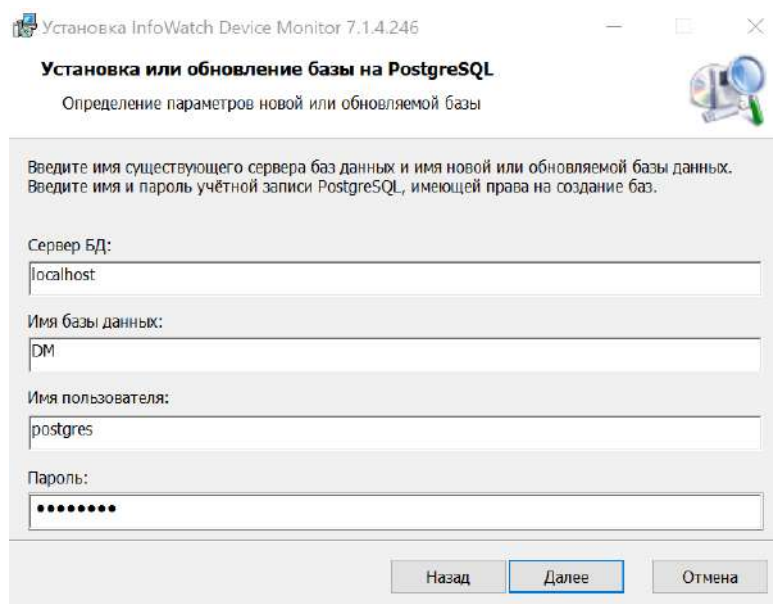 Установка InfoWatch Device Monitor 7.1.4.246
Установка или обновление базы на PostgreSQL
Определение параметров новой или обновляемой базы
Введите имя существующего сервера баз данных и имя новой или обновляемой базы данных.
Введите имя и пароль учётной записи PostgreSQL, имеющей права на создание баз.
Сервер БД:
localhost
Имя базы данных:
DM
Имя пользователя:
postgres
Пароль:
••••••••
Назад Далее Отмена